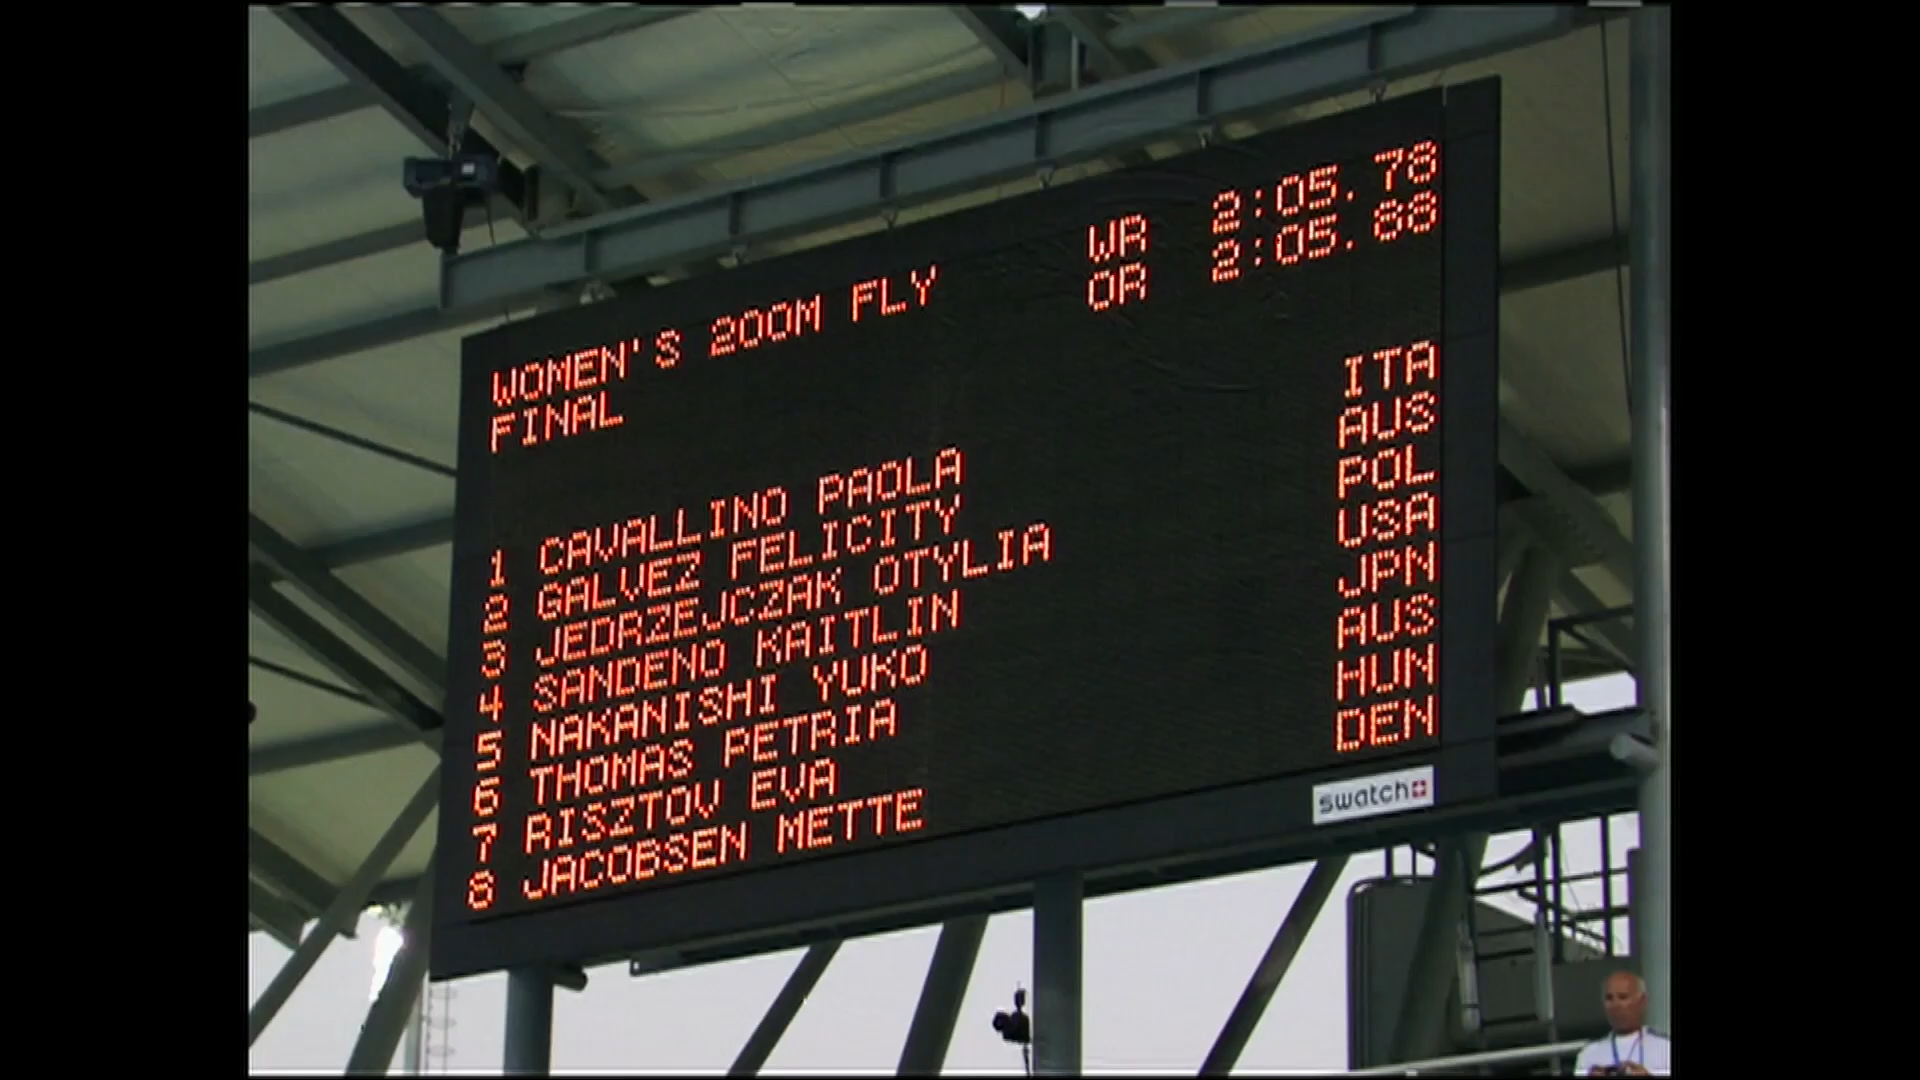 WOMEN'S 200M FLY WR 2:05.78
FINAL OR 2:05.88
1 CAVALLINO PAOLA ITA
2 GALVEZ FELICITY AUS
3 JEDRZEJCZAK OTYLIA POL
4 SANDENO KAITLIN USA
5 NAKANISHI YUKO JPN
6 THOMAS PETRIA AUS
7 RISZTOV EVA HUN
8 JACOBSEN METTE DEN
swatch